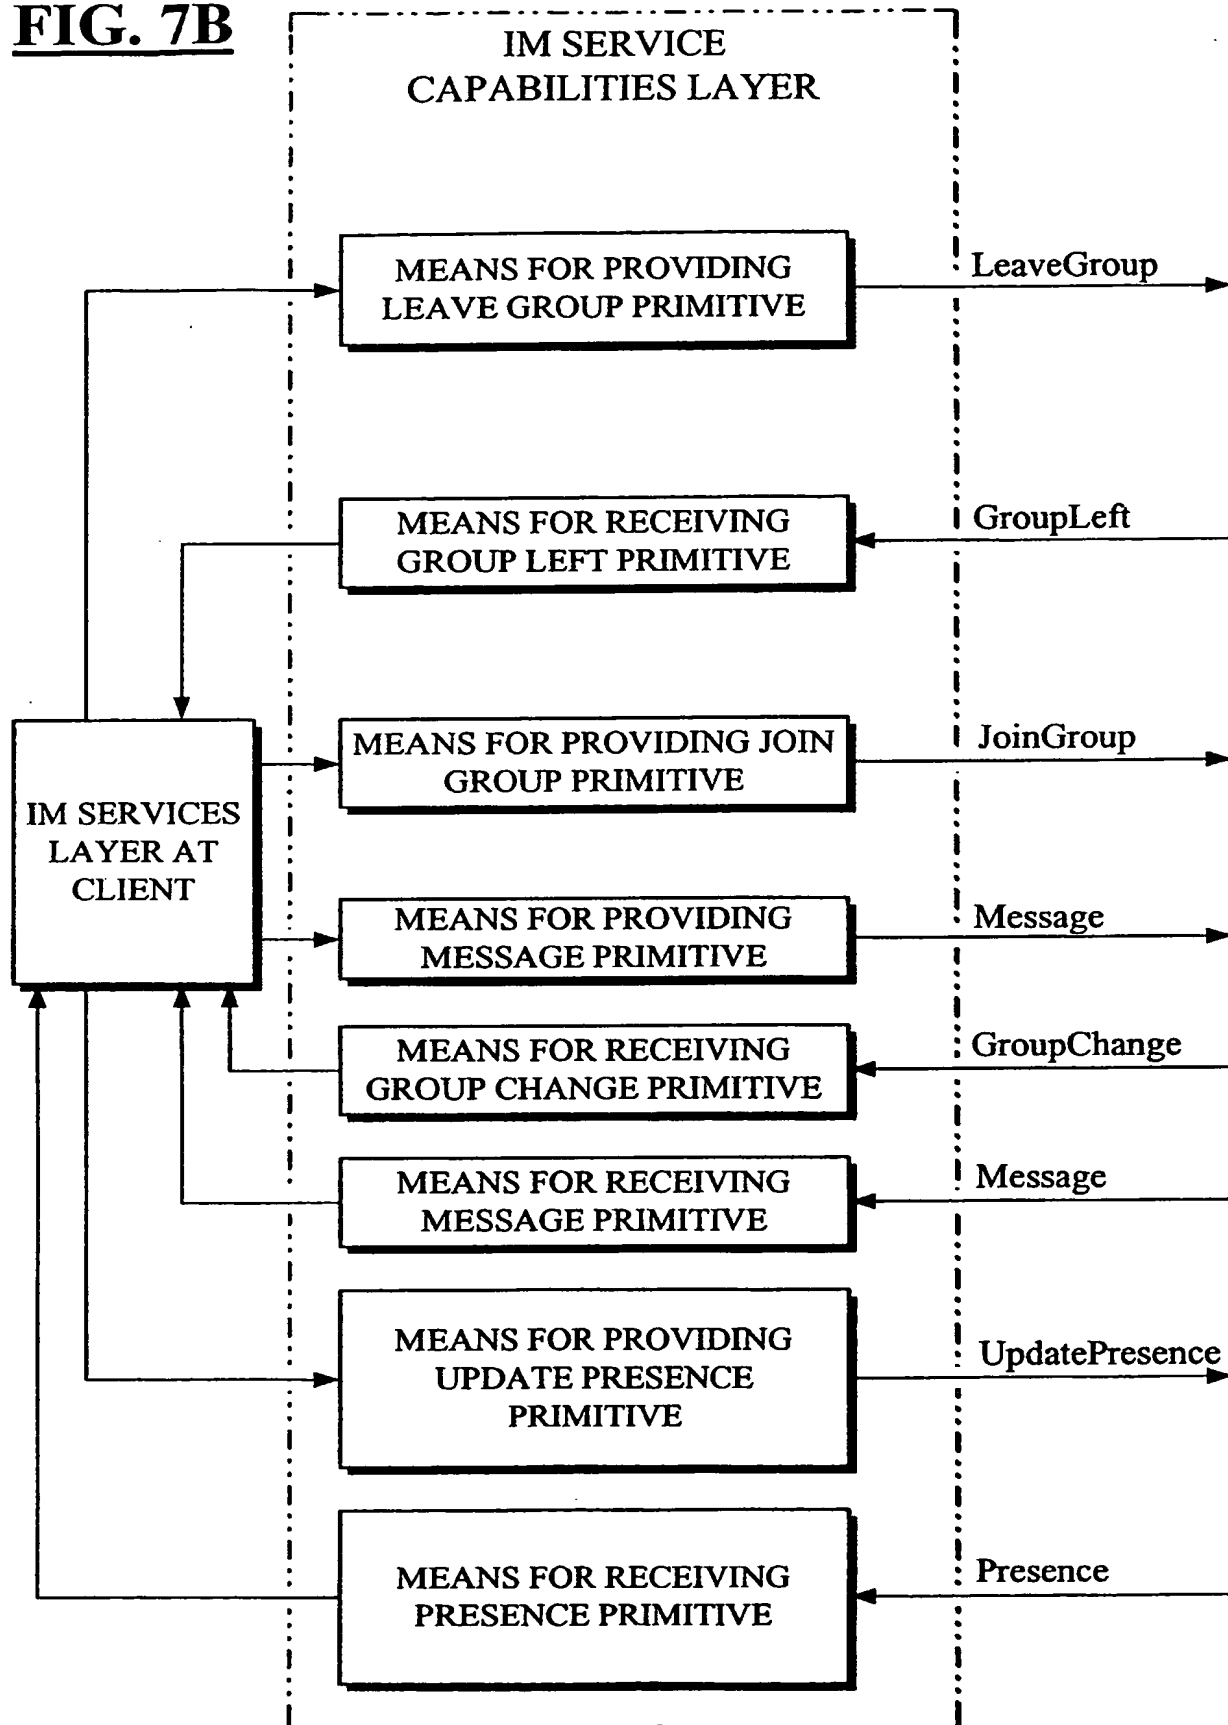 FIG. 7B
IM SERVICE
CAPABILITIES LAYER
MEANS FOR PROVIDING
LEAVE GROUP PRIMITIVE
LeaveGroup
MEANS FOR RECEIVING
GROUP LEFT PRIMITIVE
GroupLeft
IM SERVICES
LAYER AT
CLIENT
MEANS FOR PROVIDING JOIN
GROUP PRIMITIVE
JoinGroup
MEANS FOR PROVIDING
MESSAGE PRIMITIVE
Message
MEANS FOR RECEIVING
GROUP CHANGE PRIMITIVE
GroupChange
MEANS FOR RECEIVING
MESSAGE PRIMITIVE
Message
MEANS FOR PROVIDING
UPDATE PRESENCE
PRIMITIVE
UpdatePresence
MEANS FOR RECEIVING
PRESENCE PRIMITIVE
Presence